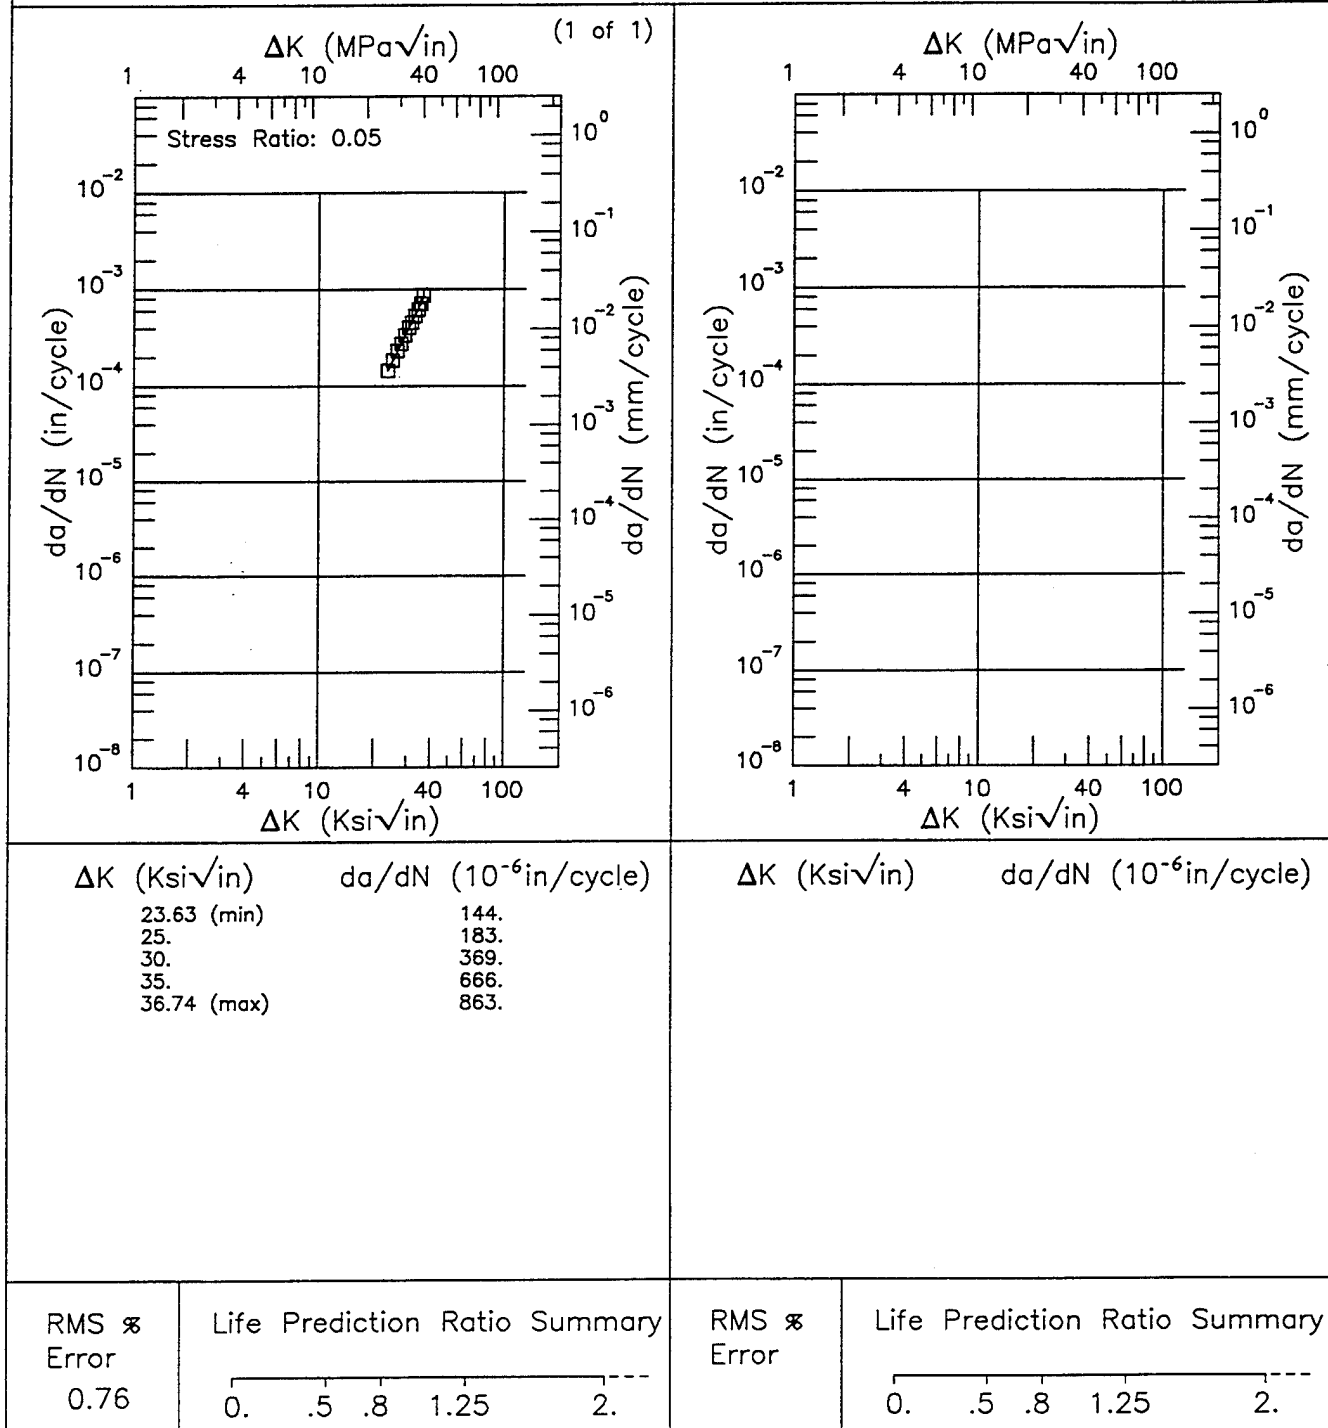 (1 of 1)
ΔK (MPa√in)
1 4 10 40 100
Stress Ratio: 0.05
da/dN (in/cycle)
10⁻²
10⁻³
10⁻⁴
10⁻⁵
10⁻⁶
10⁻⁷
10⁻⁸
10⁰
10⁻¹
10⁻²
10⁻³
10⁻⁴
10⁻⁵
10⁻⁶
da/dN (mm/cycle)
1 4 10 40 100
ΔK (Ksi√in)
ΔK (MPa√in)
1 4 10 40 100
da/dN (in/cycle)
10⁻²
10⁻³
10⁻⁴
10⁻⁵
10⁻⁶
10⁻⁷
10⁻⁸
10⁰
10⁻¹
10⁻²
10⁻³
10⁻⁴
10⁻⁵
10⁻⁶
da/dN (mm/cycle)
1 4 10 40 100
ΔK (Ksi√in)
ΔK (Ksi√in) da/dN (10⁻⁶in/cycle)
23.63 (min) 144.
25. 183.
30. 369.
35. 666.
36.74 (max) 863.
ΔK (Ksi√in) da/dN (10⁻⁶in/cycle)
RMS %
Error
0.76
Life Prediction Ratio Summary
0. .5 .8 1.25 2.
RMS %
Error
Life Prediction Ratio Summary
0. .5 .8 1.25 2.